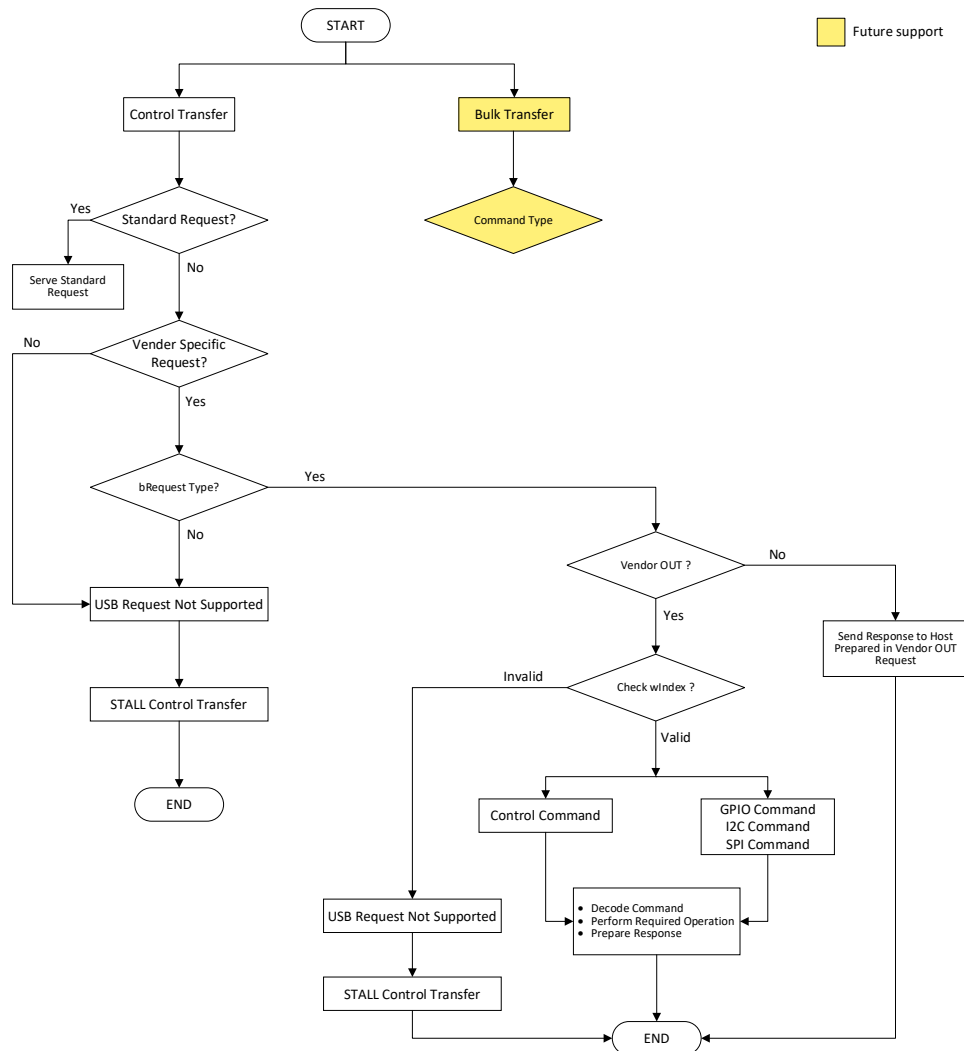 START
Future support
Control Transfer
Bulk Transfer
Yes
Standard Request?
Command Type
No
Serve Standard
Request
No
Vender Specific
Request?
Yes
bRequest Type?
Yes
No
Vendor OUT ?
No
USB Request Not Supported
Yes
Send Response to Host
Prepared in Vendor OUT
Request
Invalid
Check wIndex ?
STALL Control Transfer
Valid
END
Control Command
GPIO Command
I2C Command
SPI Command
USB Request Not Supported
• Decode Command
• Perform Required Operation
• Prepare Response
STALL Control Transfer
END